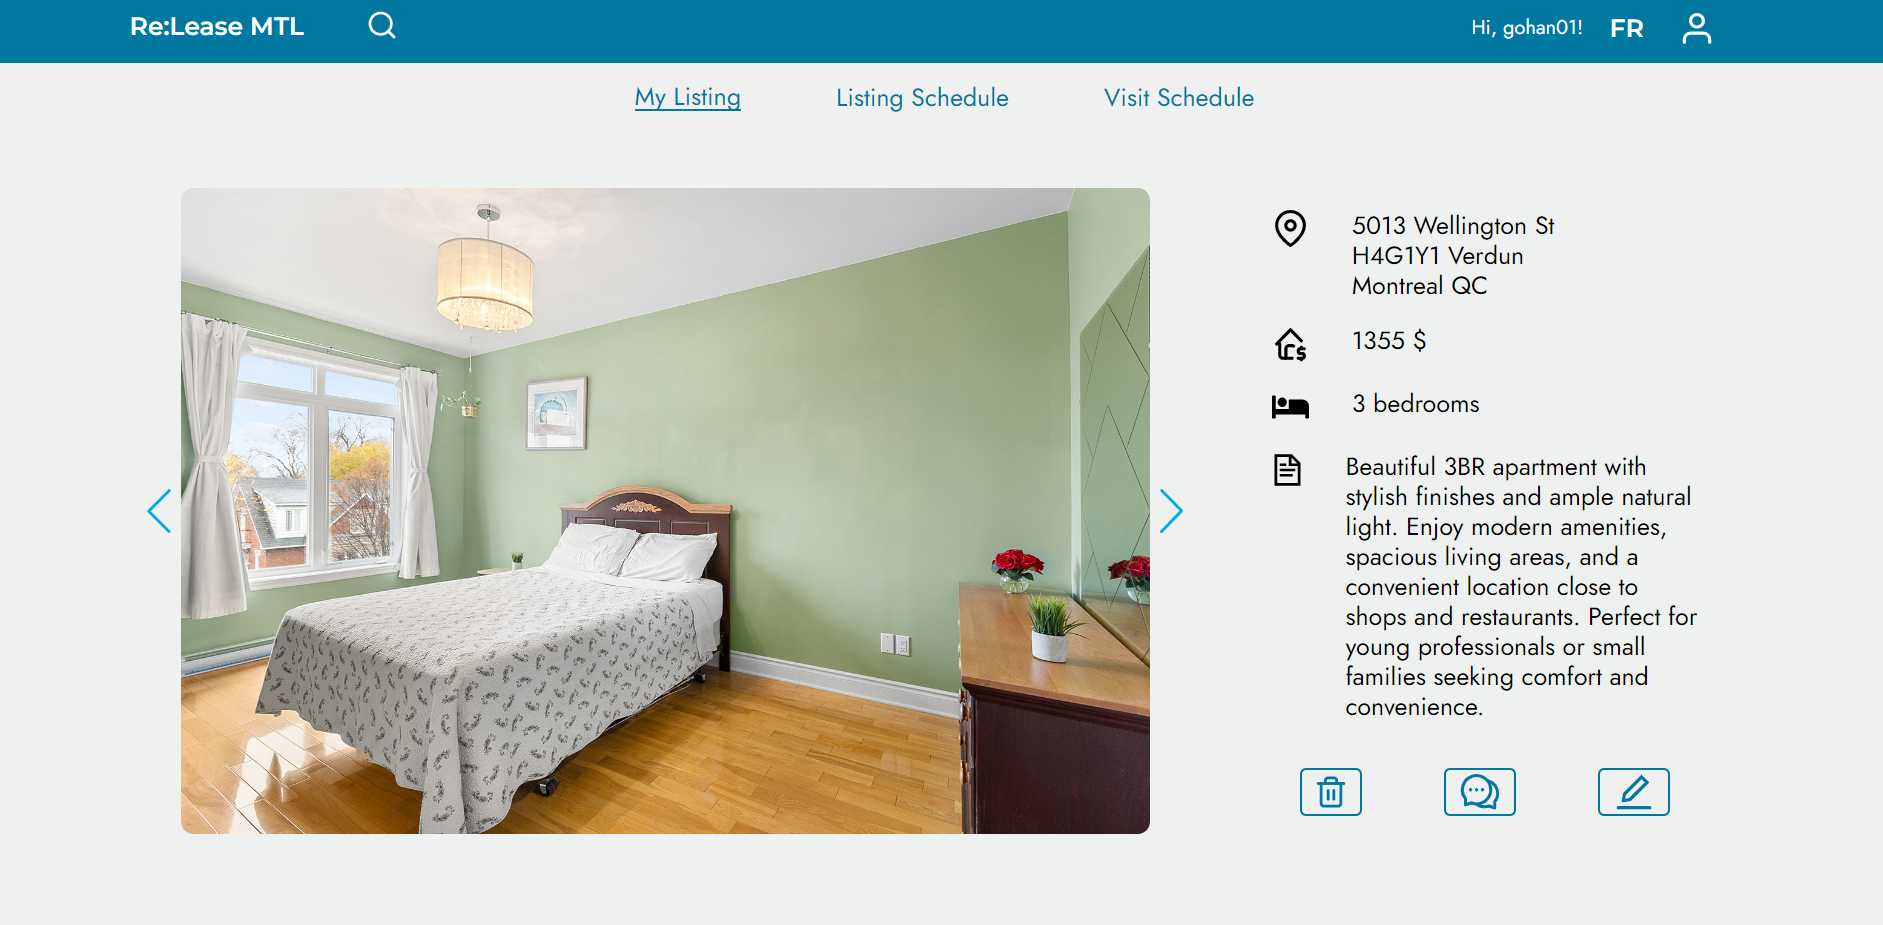 Re:Lease MTL
Hi, gohan01!
FR
My Listing
Listing Schedule
Visit Schedule
5013 Wellington St
H4G1Y1 Verdun
Montreal QC
1355 $
3 bedrooms
Beautiful 3BR apartment with
stylish finishes and ample natural
light. Enjoy modern amenities,
spacious living areas, and a
convenient location close to
shops and restaurants. Perfect for
young professionals or small
families seeking comfort and
convenience.